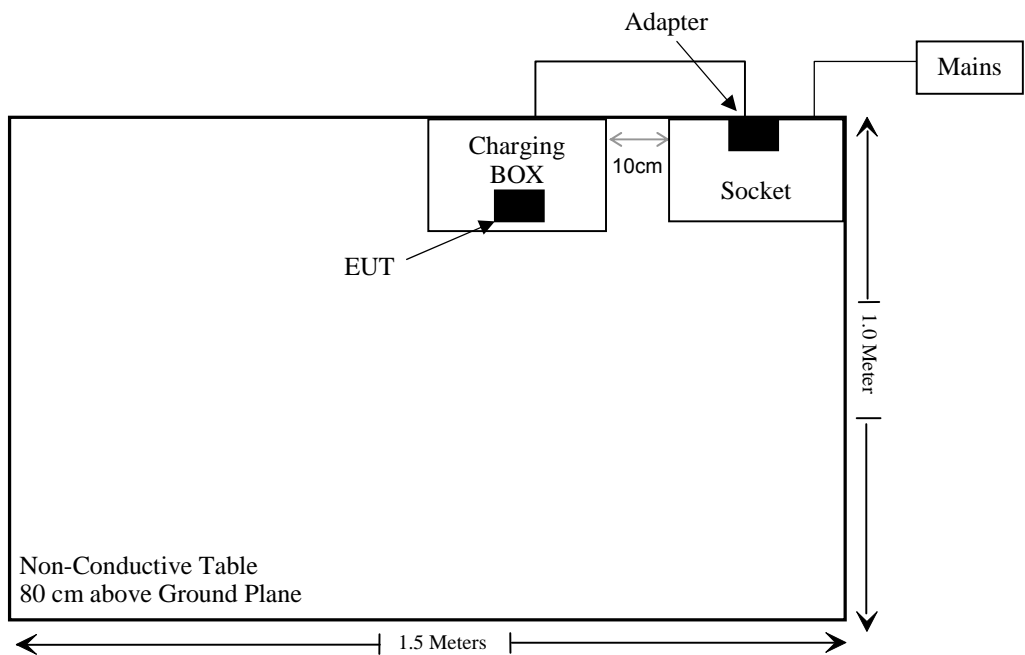 Adapter
Mains
Charging
BOX
10cm
Socket
EUT
1.0 Meter
Non-Conductive Table
80 cm above Ground Plane
1.5 Meters